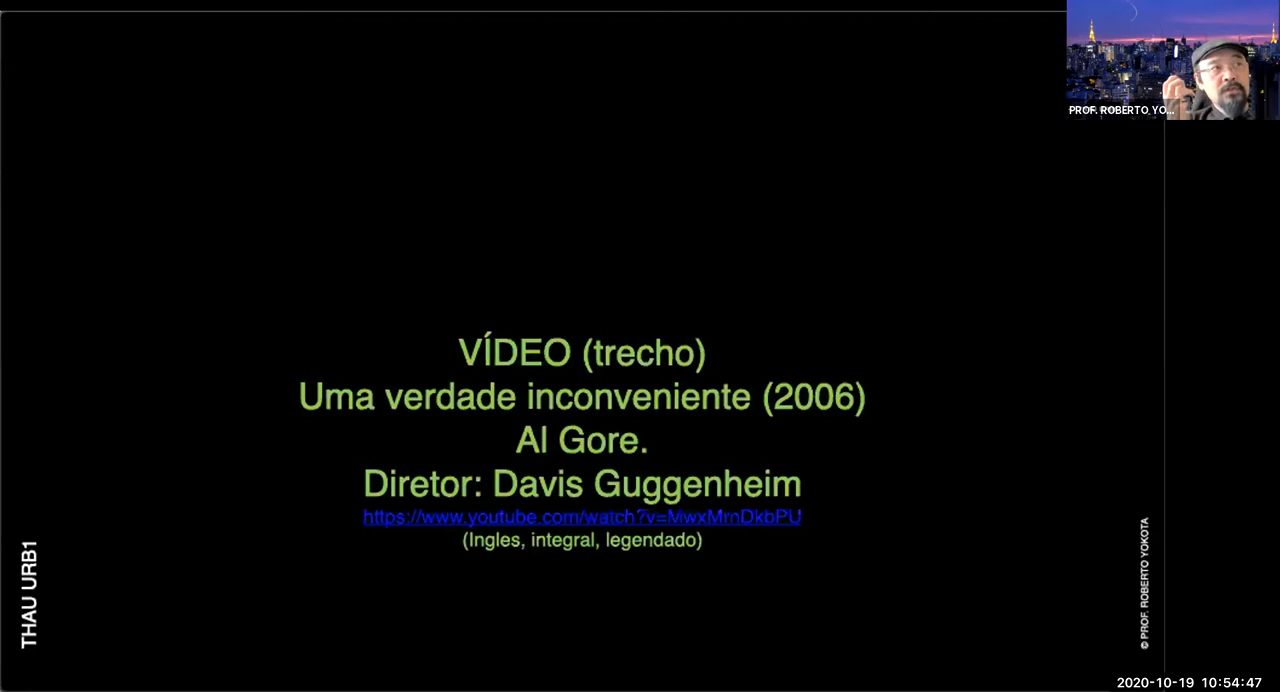 PROF. ROBERTO YO...
VÍDEO (trecho)
Uma verdade inconveniente (2006)
Al Gore.
Diretor: Davis Guggenheim
https://www.youtube.com/watch?v=MwxMrnDkbPU
(Ingles, integral, legendado)
THAU URB1
© PROF. ROBERTO YOKOTA
2020-10-19 10:54:47